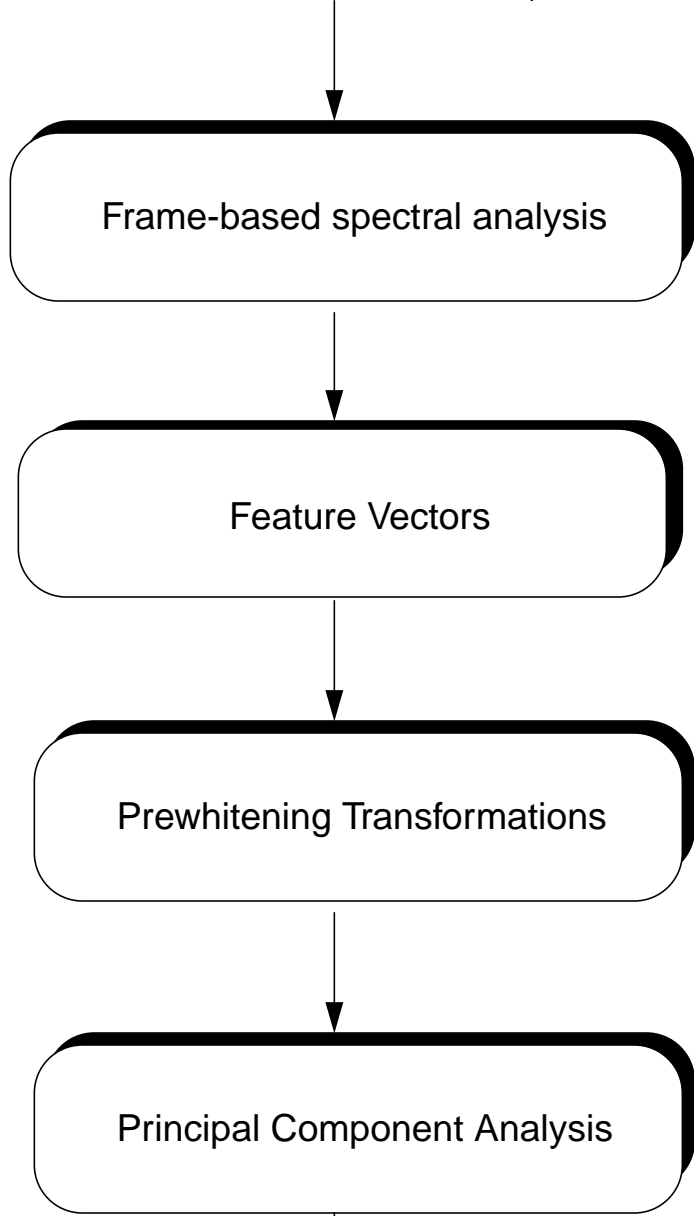 Frame-based spectral analysis
Feature Vectors
Prewhitening Transformations
Principal Component Analysis